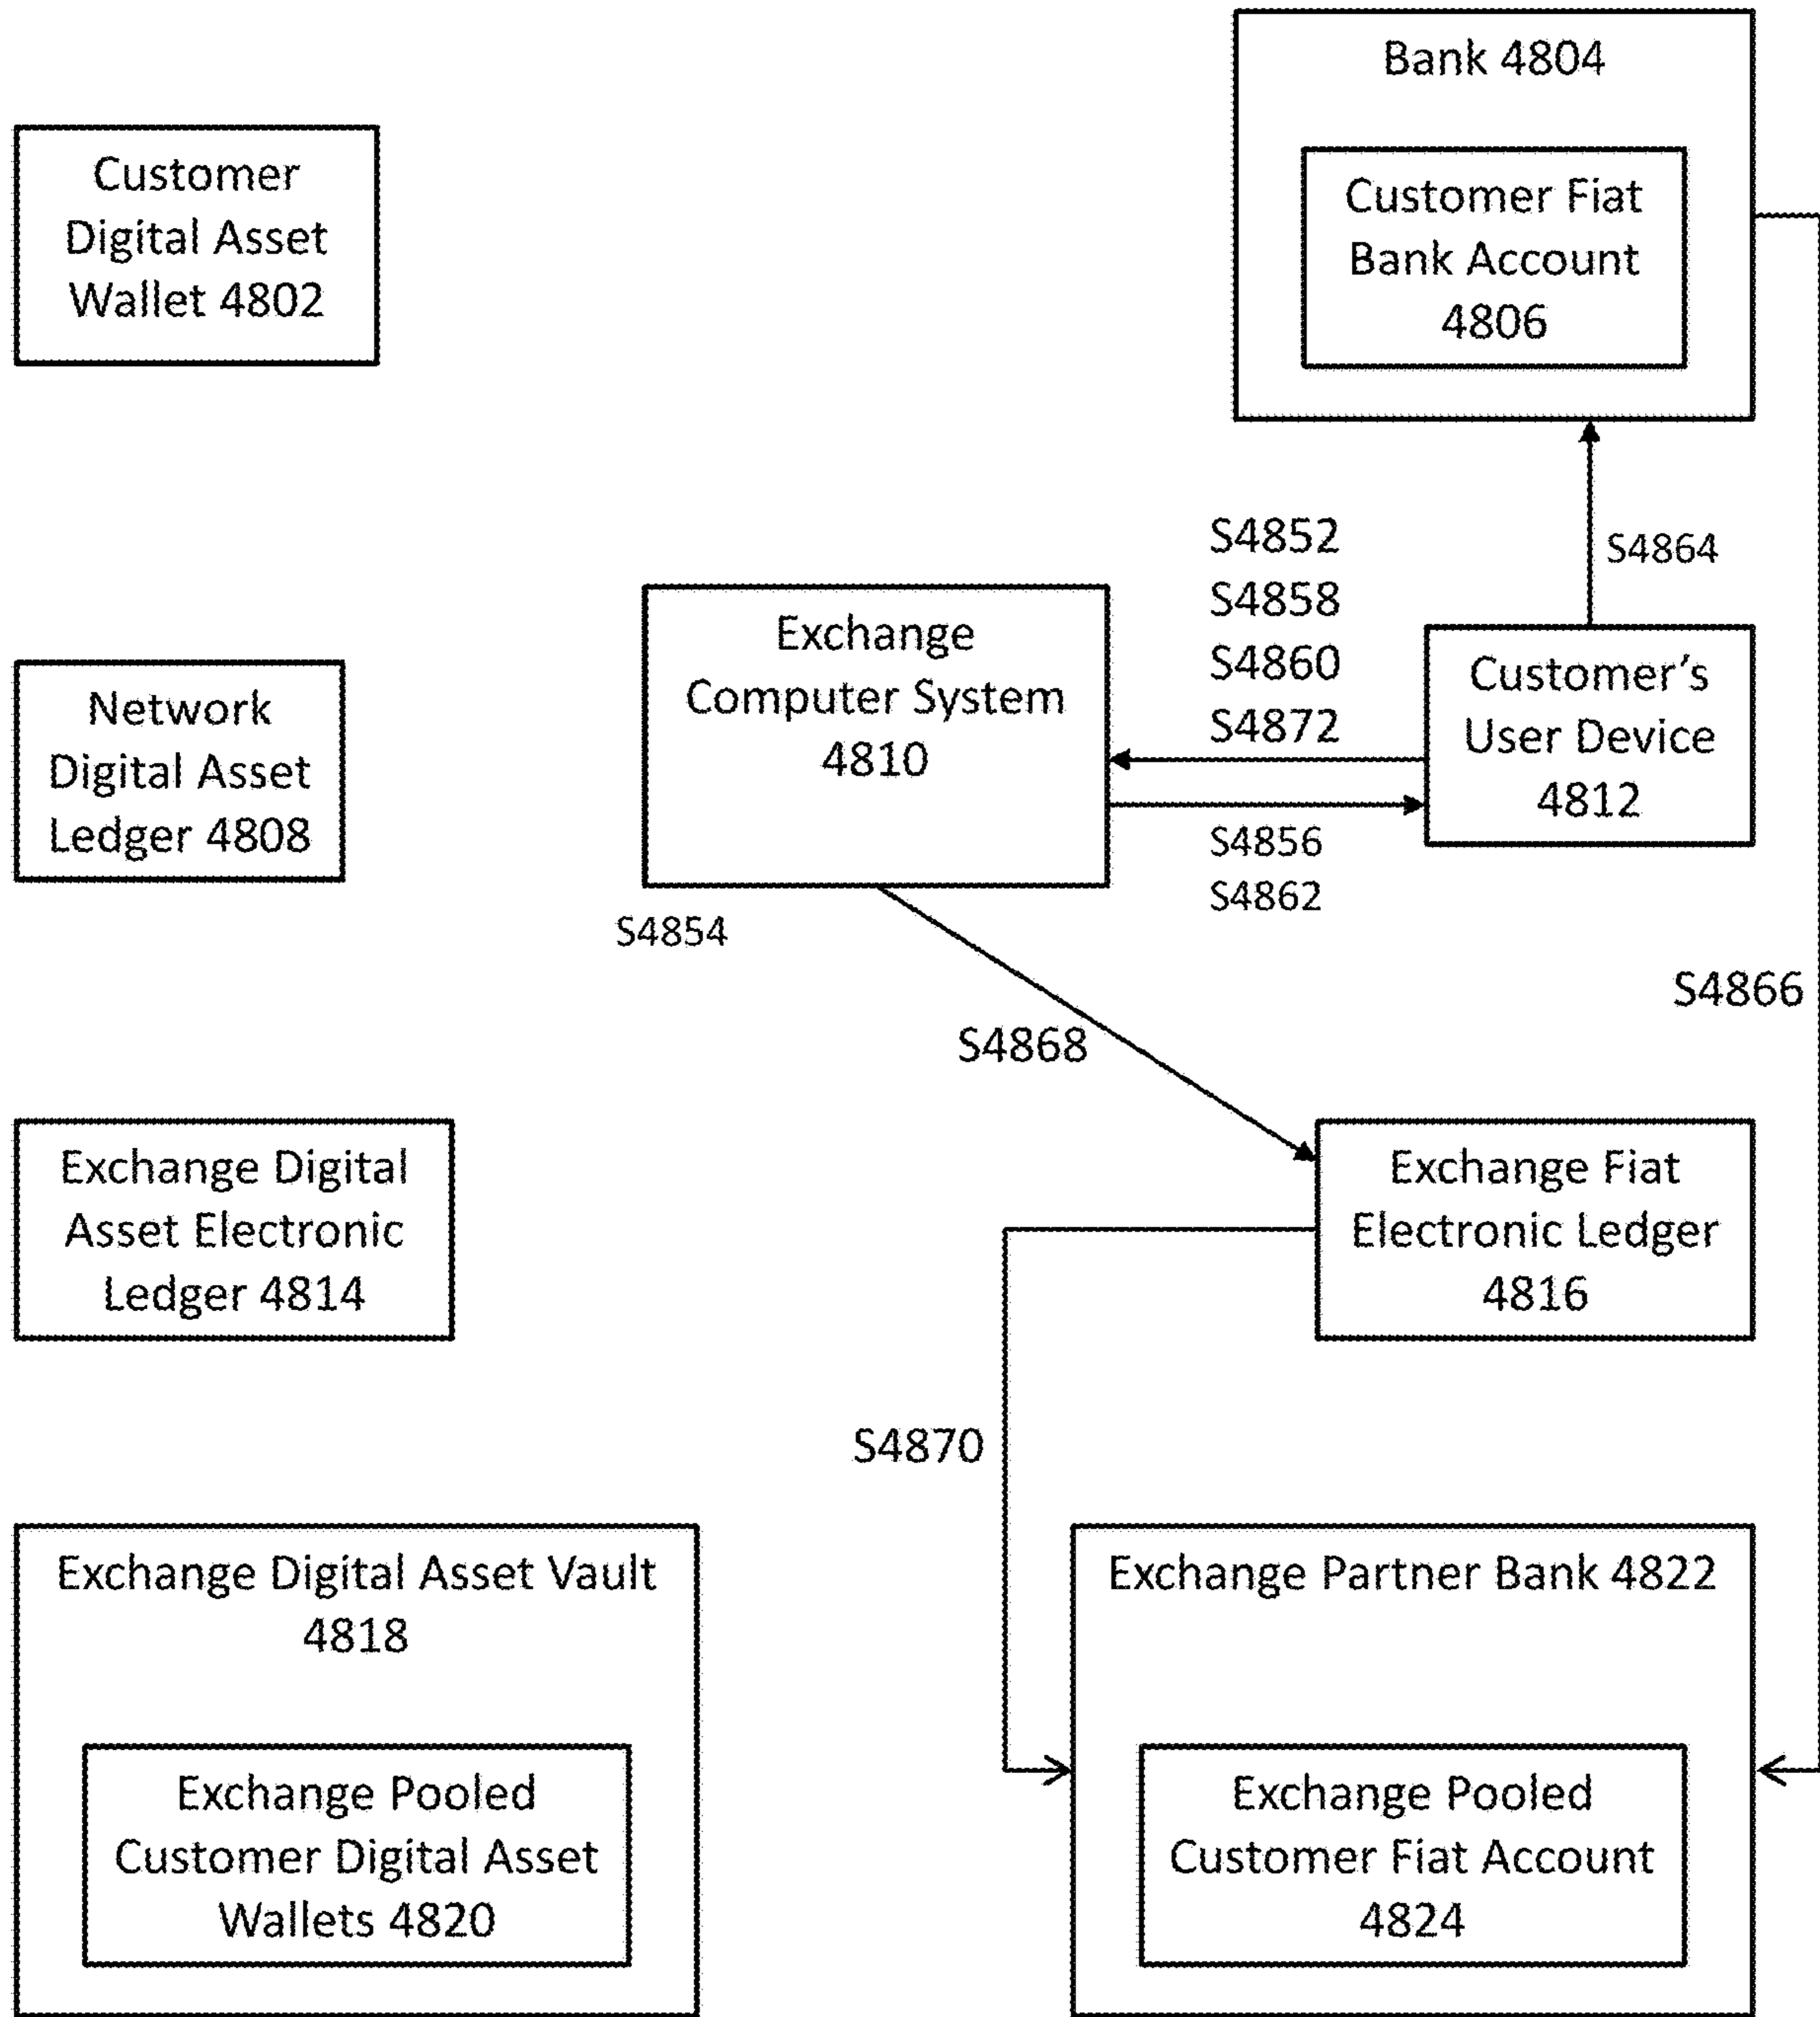 Bank 4804
Customer
Digital Asset
Wallet 4802
Customer Fiat
Bank Account
4806
S4852
S4858
S4860
S4872
S4864
Exchange
Computer System
4810
Customer's
User Device
4812
Network
Digital Asset
Ledger 4808
S4856
S4862
S4854
S4866
S4868
Exchange Digital
Asset Electronic
Ledger 4814
Exchange Fiat
Electronic Ledger
4816
S4870
Exchange Digital Asset Vault
4818
Exchange Pooled
Customer Digital Asset
Wallets 4820
Exchange Partner Bank 4822
Exchange Pooled
Customer Fiat Account
4824